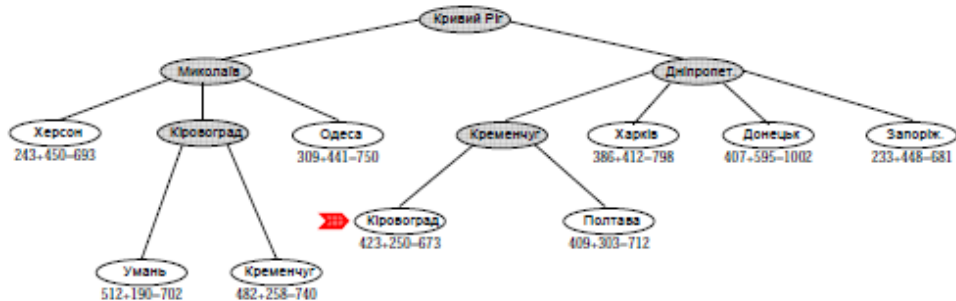 Кривий Ріг
Миколаїв
Дніпропет.
Херсон
243+450–693
Кіровоград
Одеса
309+441–750
Кременчуг
Харків
386+412–798
Донецьк
407+595–1002
Запоріж.
233+448–681
Кіровоград
423+250–673
Полтава
409+303–712
Умань
512+190–702
Кременчуг
482+258–740